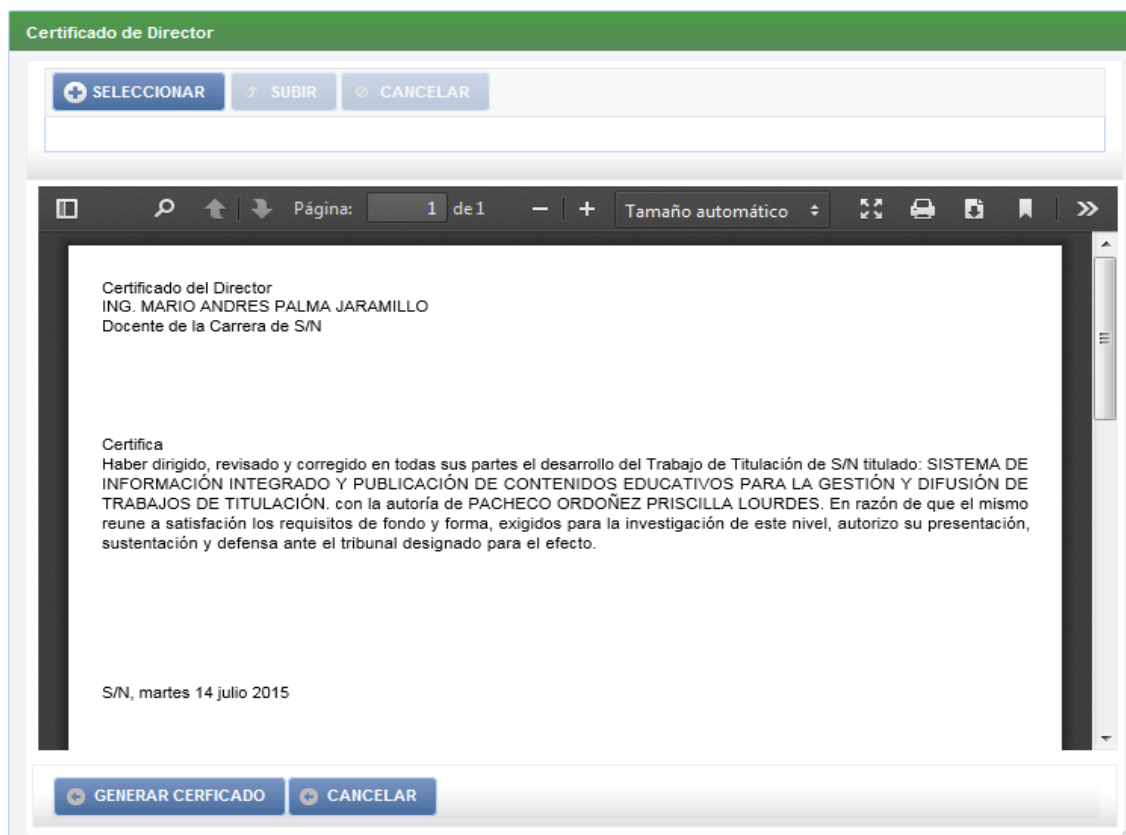 Certificado de Director
SELECCIONAR SUBIR CANCELAR
Página: 1 de 1 Tamaño automático
Certificado del Director
ING. MARIO ANDRES PALMA JARAMILLO
Docente de la Carrera de S/N
Certifica
Haber dirigido, revisado y corregido en todas sus partes el desarrollo del Trabajo de Titulación de S/N titulado: SISTEMA DE
INFORMACIÓN INTEGRADO Y PUBLICACIÓN DE CONTENIDOS EDUCATIVOS PARA LA GESTIÓN Y DIFUSIÓN DE
TRABAJOS DE TITULACIÓN. con la autoría de PACHECO ORDOÑEZ PRISCILLA LOURDES. En razón de que el mismo
reune a satisfación los requisitos de fondo y forma, exigidos para la investigación de este nivel, autorizo su presentación,
sustentación y defensa ante el tribunal designado para el efecto.
S/N, martes 14 julio 2015
GENERAR CERFICADO CANCELAR